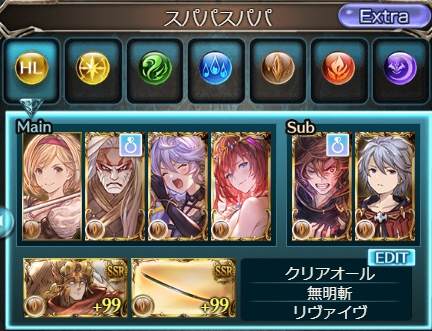 スパパスパパ
Extra
HL
Main
Sub
EDIT
SSR
+99
SSR
+99
クリアオール
無明斬
リヴァイヴ